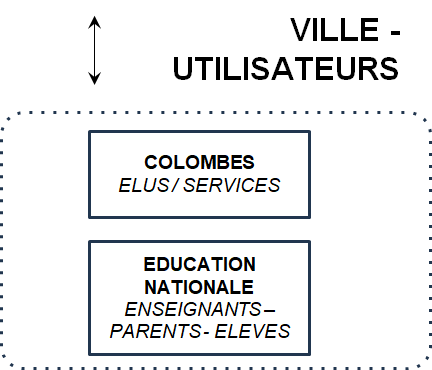 VILLE -
UTILISATEURS
COLOMBES
ELUS / SERVICES
EDUCATION
NATIONALE
ENSEIGNANTS –
PARENTS - ELEVES